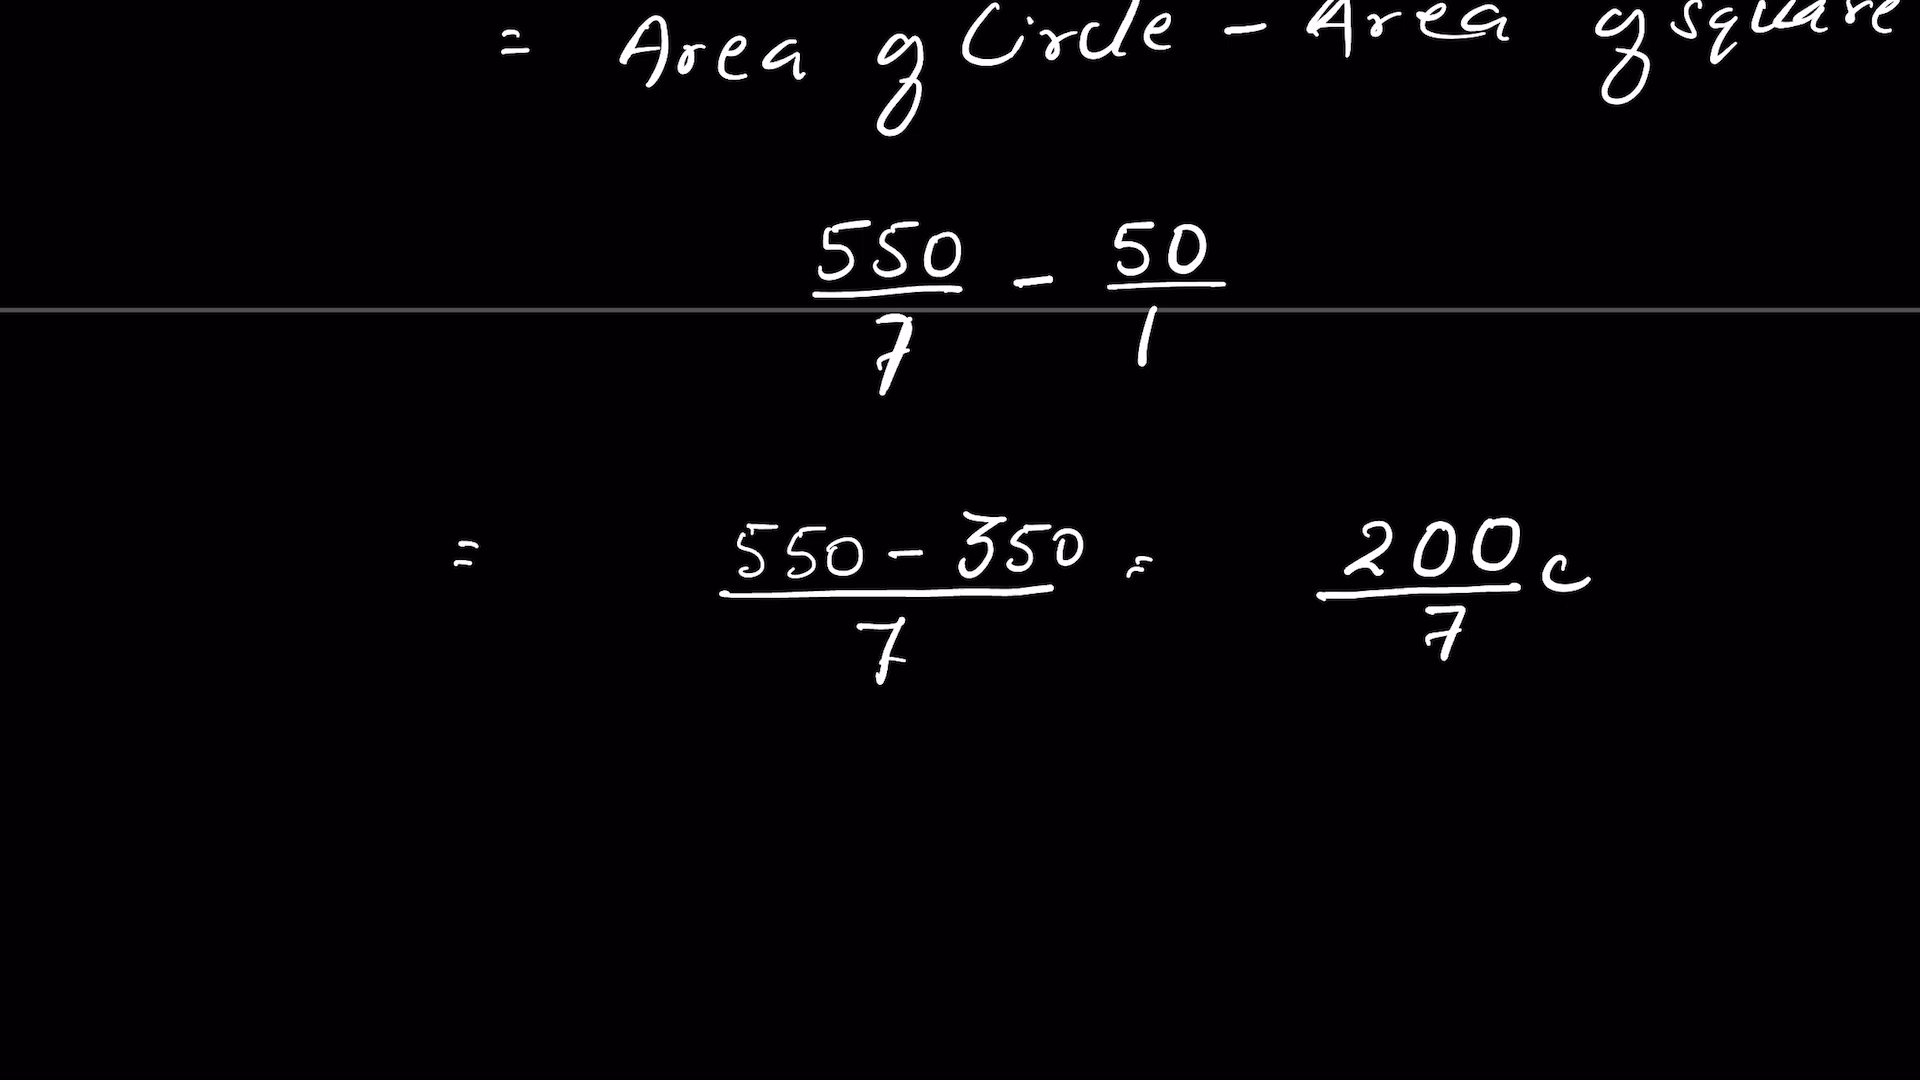 = Area of Circle - Area of square
550/7 - 50/1
= 550 - 350/7 = 200/7 c